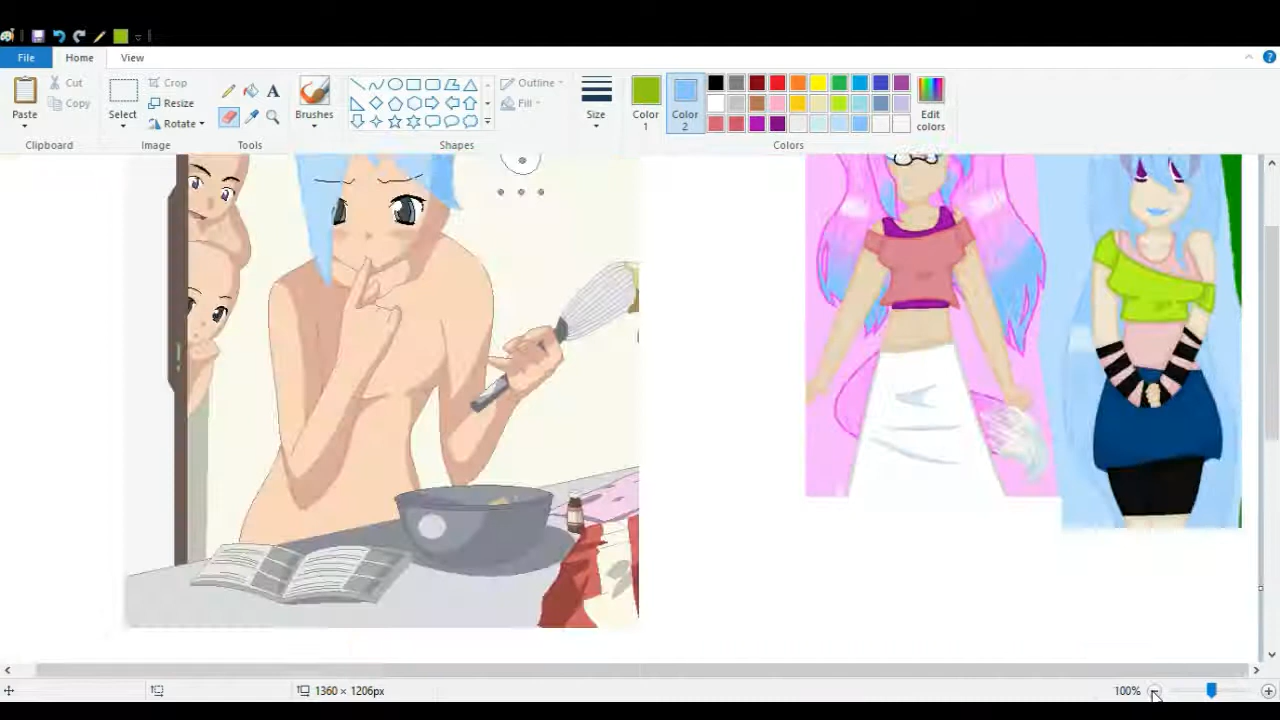 File Home View
Cut Crop Outline
Copy Resize Fill
Paste Select Rotate Brushes Size Color 1 Color 2 Edit colors
Clipboard Image Tools Shapes Colors
1360 × 1206px 100%